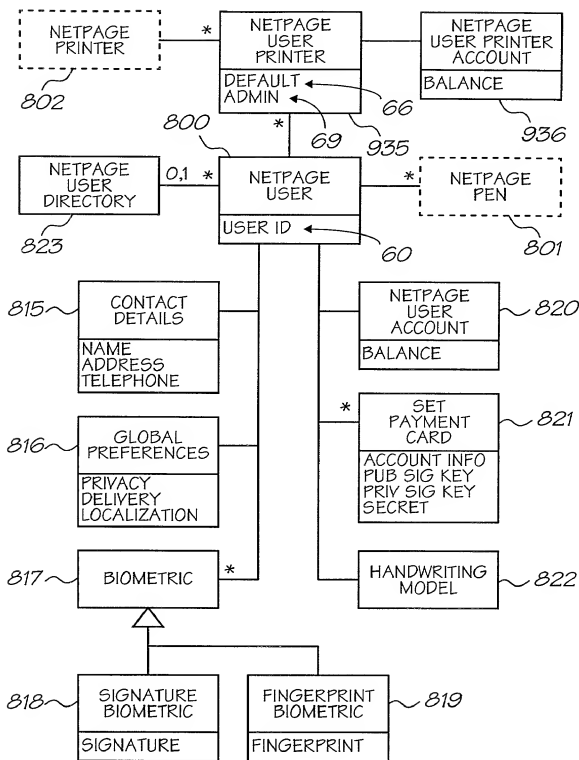 NETPAGE
PRINTER
802
*
NETPAGE
USER
PRINTER
DEFAULT
ADMIN
66
69
935
NETPAGE
USER PRINTER
ACCOUNT
BALANCE
936
*
800
NETPAGE
USER
DIRECTORY
823
0,1
*
NETPAGE
USER
USER ID
60
*
NETPAGE
PEN
801
815
CONTACT
DETAILS
NAME
ADDRESS
TELEPHONE
NETPAGE
USER
ACCOUNT
BALANCE
820
816
GLOBAL
PREFERENCES
PRIVACY
DELIVERY
LOCALIZATION
*
SET
PAYMENT
CARD
ACCOUNT INFO
PUB SIG KEY
PRIV SIG KEY
SECRET
821
817
BIOMETRIC
*
HANDWRITING
MODEL
822
818
SIGNATURE
BIOMETRIC
SIGNATURE
FINGERPRINT
BIOMETRIC
FINGERPRINT
819